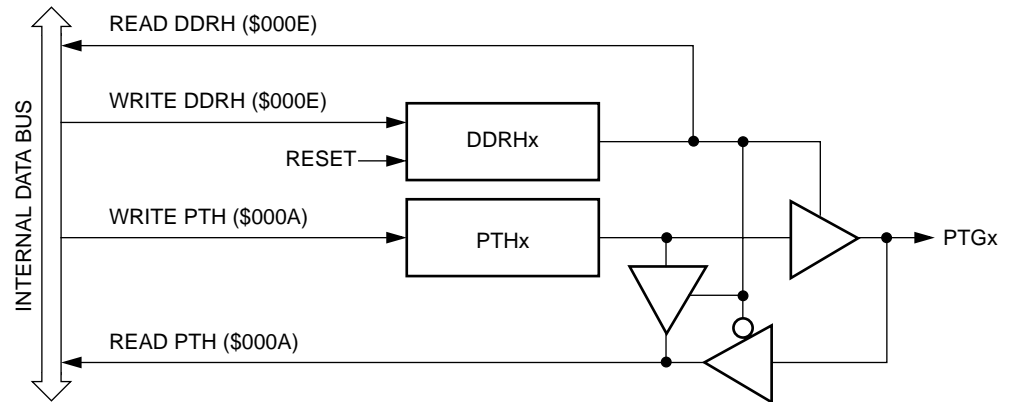 READ DDRH ($000E)
WRITE DDRH ($000E)
DDRHx
RESET
WRITE PTH ($000A)
PTHx
PTGx
READ PTH ($000A)
INTERNAL DATA BUS